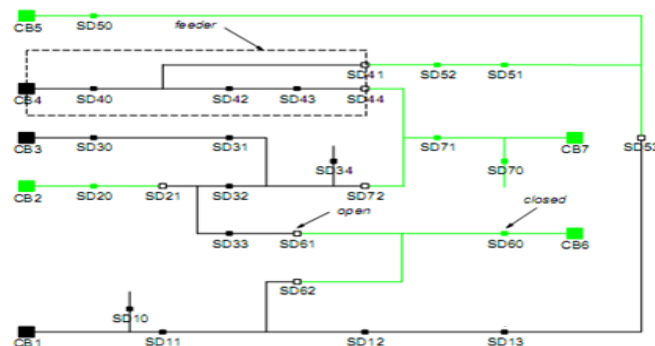 CB5 SD50
feeder
SD41 SD52 SD51
CB4 SD40 SD42 SD43 SD44
CB3 SD30 SD31 SD71 CB7 SD53
SD34 SD70
CB2 SD20 SD21 SD32 SD72
open closed
SD33 SD61 SD60 CB6
SD62
SD10
CB1 SD11 SD12 SD13